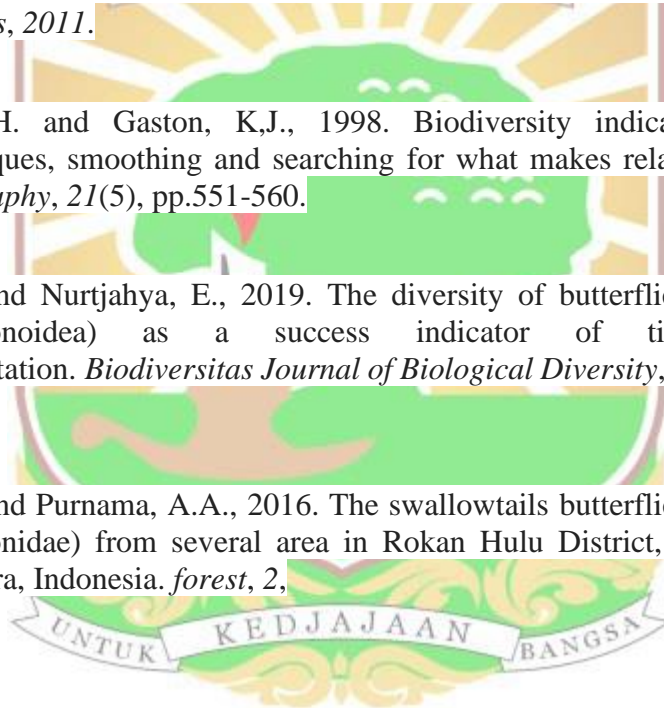 s, 2011.
H. and Gaston, K,J., 1998. Biodiversity indica
ques, smoothing and searching for what makes rela
aphy, 21(5), pp.551-560.
nd Nurtjahya, E., 2019. The diversity of butterfli
onoidea) as a success indicator of ti
tation. Biodiversitas Journal of Biological Diversity,
nd Purnama, A.A., 2016. The swallowtails butterfli
onidae) from several area in Rokan Hulu District,
ra, Indonesia. forest, 2,
UNTUK KEDJAJAAN BANGSA